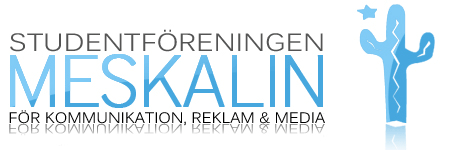 STUDENTFÖRENINGEN
MESKALIN
FÖR KOMMUNIKATION, REKLAM & MEDIA